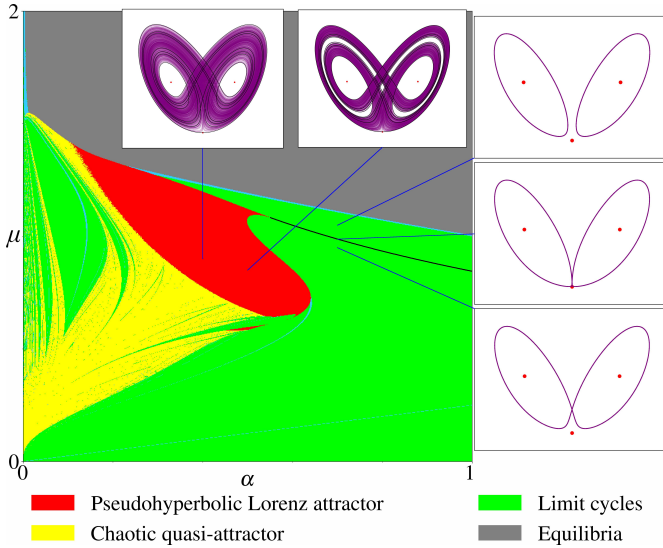 2
μ
0
0
α
1
Pseudohyperbolic Lorenz attractor
Limit cycles
Chaotic quasi-attractor
Equilibria